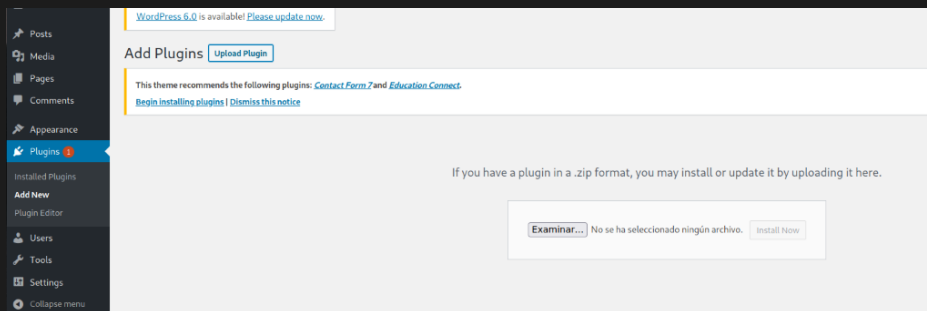 WordPress 6.0 is available! Please update now.
Posts
Media
Pages
Comments
Appearance
Plugins 1
Installed Plugins
Add New
Plugin Editor
Users
Tools
Settings
Collapse menu
Add Plugins Upload Plugin
This theme recommends the following plugins: Contact Form 7 and Education Connect.
Begin installing plugins | Dismiss this notice
If you have a plugin in a .zip format, you may install or update it by uploading it here.
Examinar... No se ha seleccionado ningún archivo. Install Now